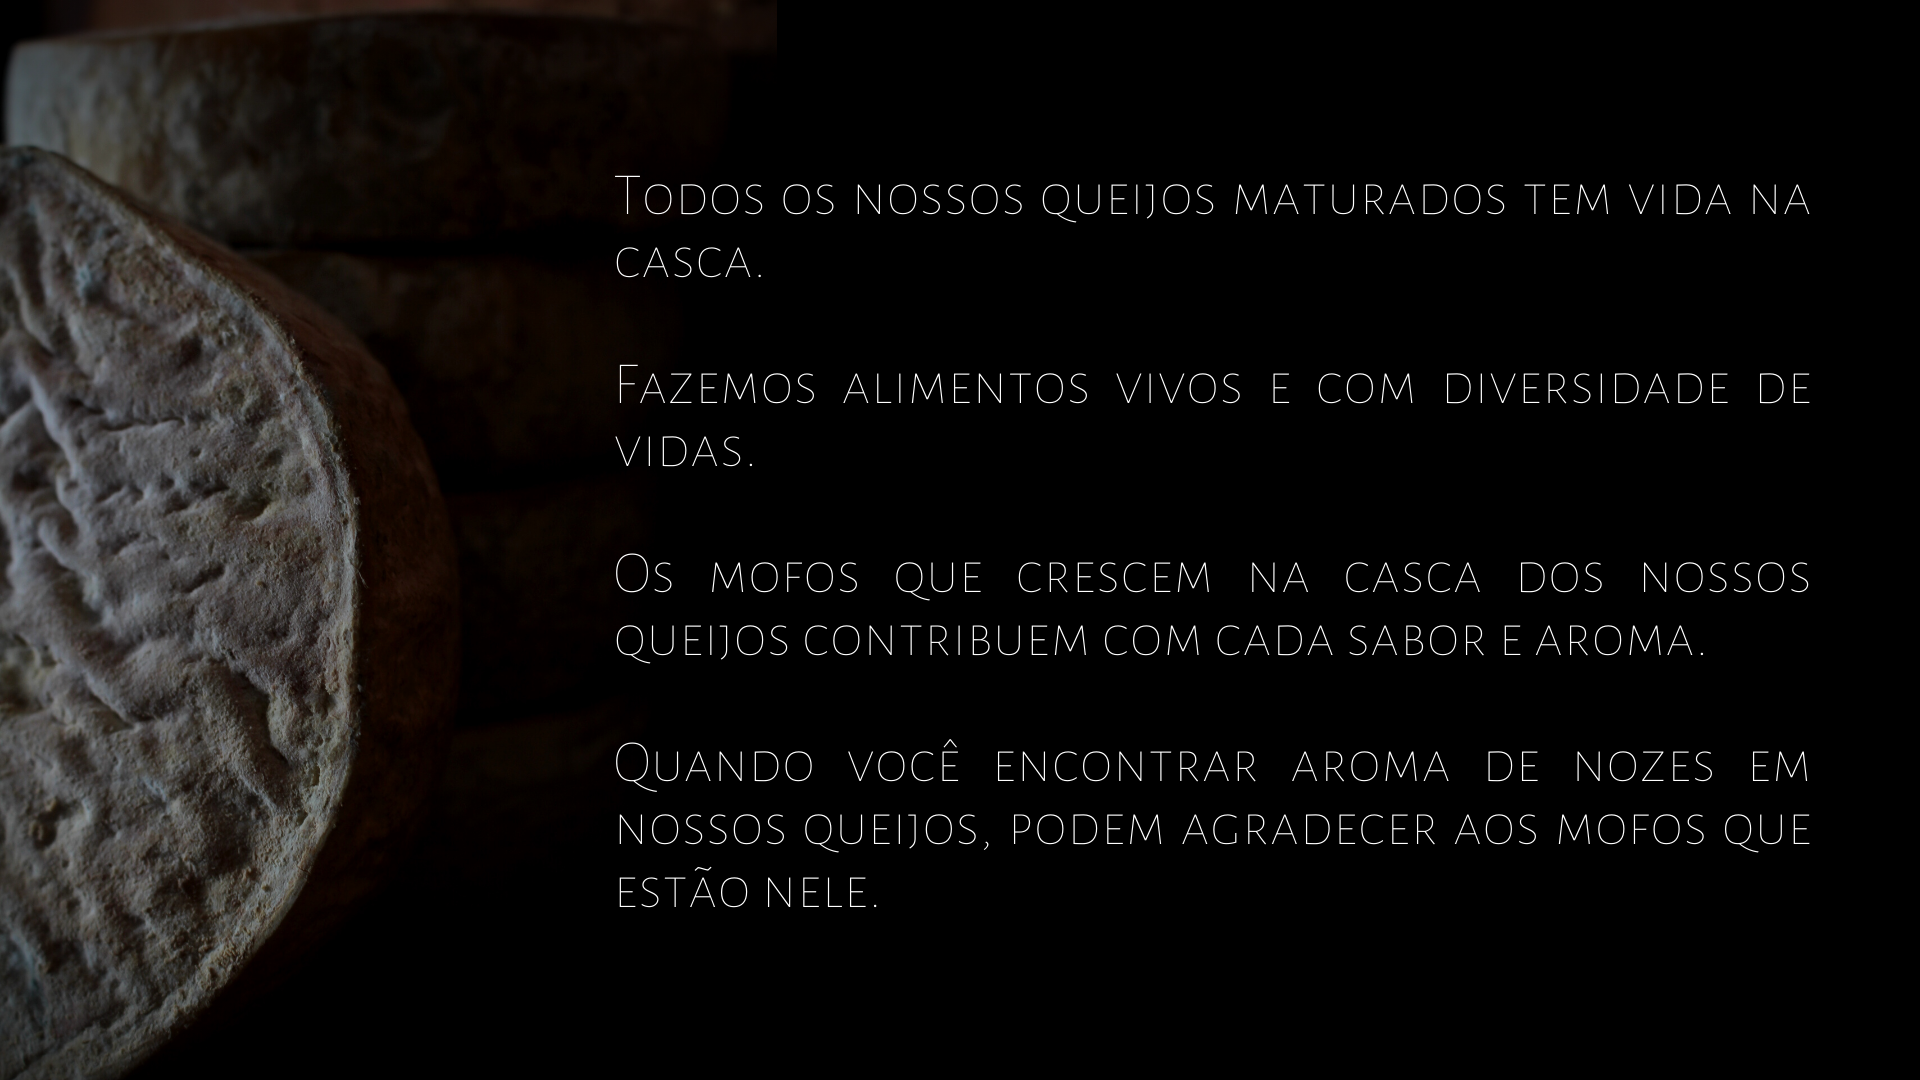 Todos os nossos queijos maturados tem vida na
casca.
Fazemos alimentos vivos e com diversidade de
vidas.
Os mofos que crescem na casca dos nossos
queijos contribuem com cada sabor e aroma.
Quando você encontrar aroma de nozes em
nossos queijos, podem agradecer aos mofos que
estão nele.